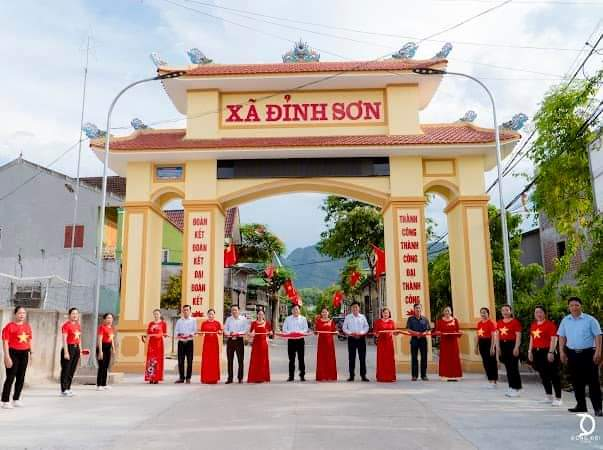 XÃ ĐỈNH SƠN
ĐOÀN
KẾT
ĐOÀN
KẾT
ĐẠI
ĐOÀN
KẾT
THÀNH
CÔNG
THÀNH
CÔNG
ĐẠI
THÀNH
CÔNG